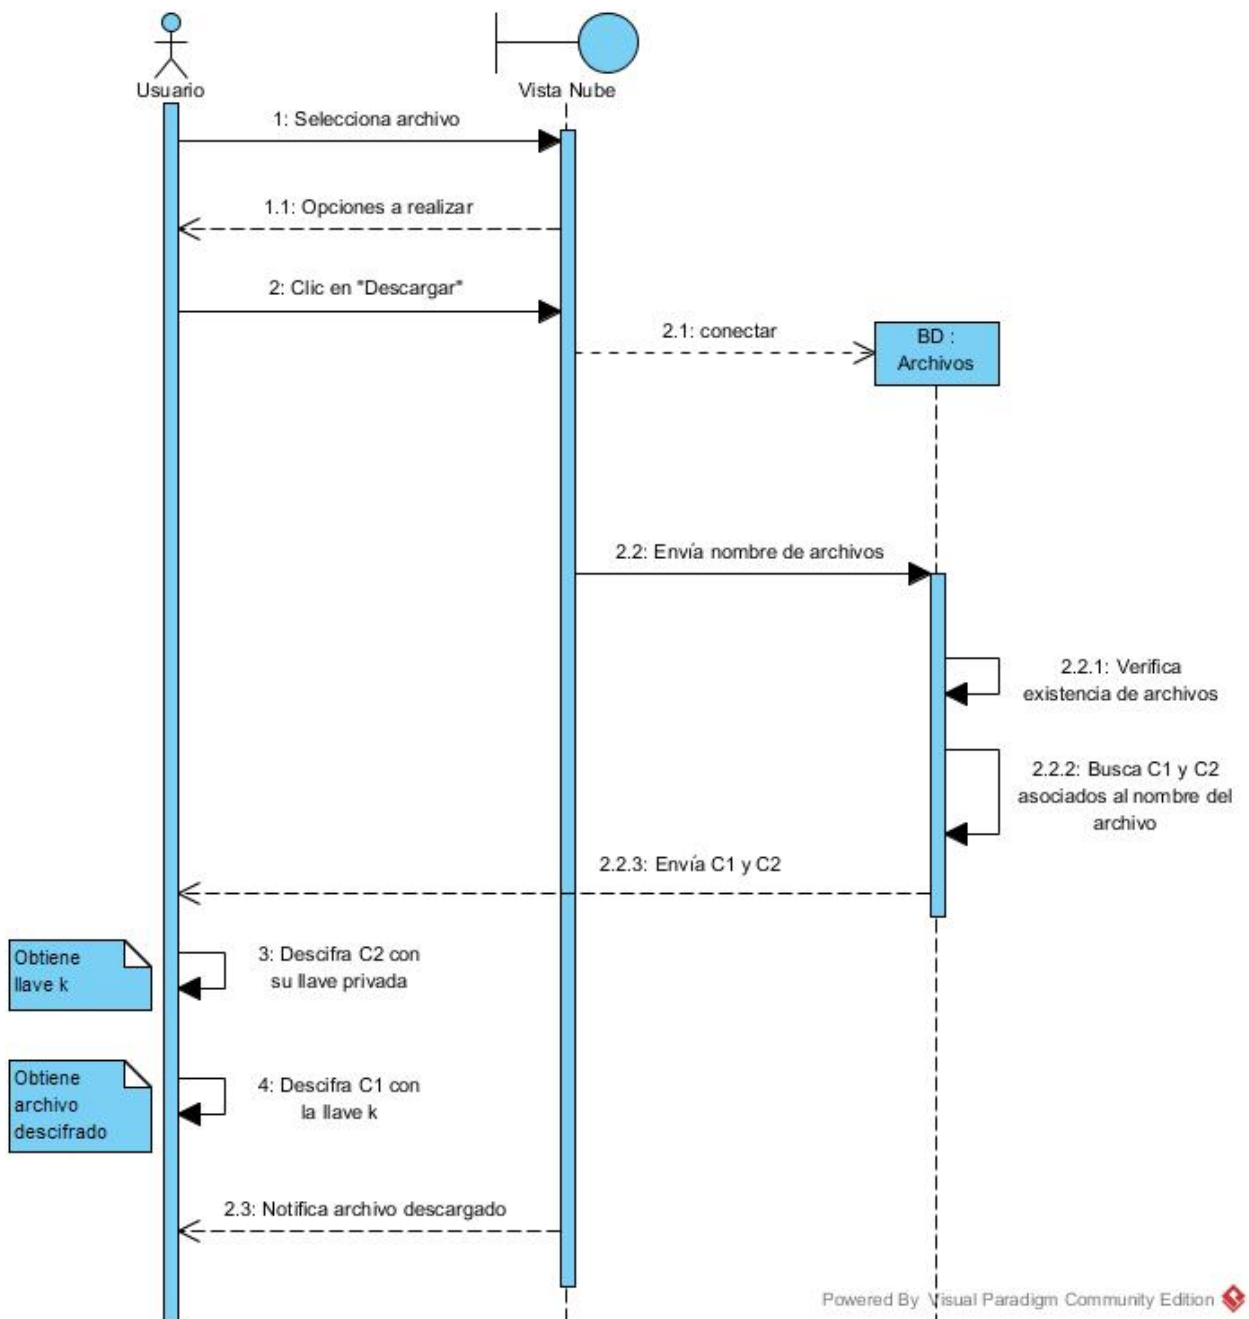 Usuario
Vista Nube
1: Selecciona archivo
1.1: Opciones a realizar
2: Clic en "Descargar"
2.1: conectar
BD :
Archivos
2.2: Envía nombre de archivos
2.2.1: Verifica
existencia de archivos
2.2.2: Busca C1 y C2
asociados al nombre del
archivo
2.2.3: Envía C1 y C2
Obtiene
llave k
3: Descifra C2 con
su llave privada
Obtiene
archivo
descifrado
4: Descifra C1 con
la llave k
2.3: Notifica archivo descargado
Powered By Visual Paradigm Community Edition